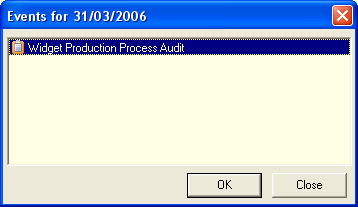 Events for 31/03/2006
Widget Production Process Audit
OK
Close